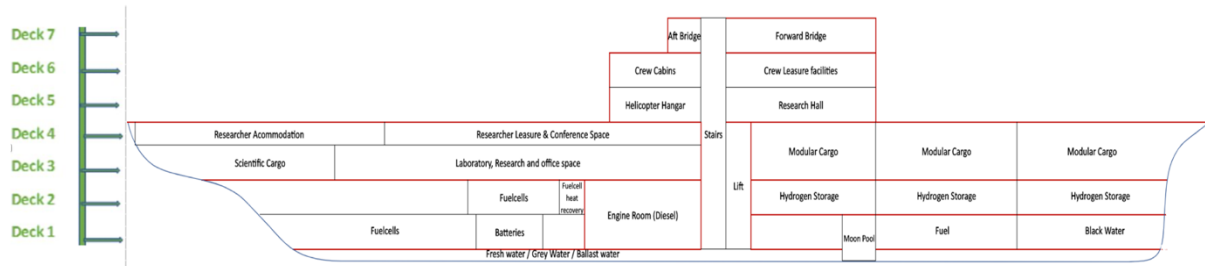 Deck 7
Aft Bridge
Forward Bridge
Deck 6
Crew Cabins
Crew Leasure facilities
Deck 5
Helicopter Hangar
Research Hall
Deck 4
Researcher Acommodation
Researcher Leasure & Conference Space
Stairs
Modular Cargo
Modular Cargo
Modular Cargo
Deck 3
Scientific Cargo
Laboratory, Research and office space
Lift
Deck 2
Fuelcells
Fuelcell
heat
recovery
Engine Room (Diesel)
Hydrogen Storage
Hydrogen Storage
Hydrogen Storage
Deck 1
Fuelcells
Batteries
Moon Pool
Fuel
Black Water
Fresh water / Grey Water / Ballast water